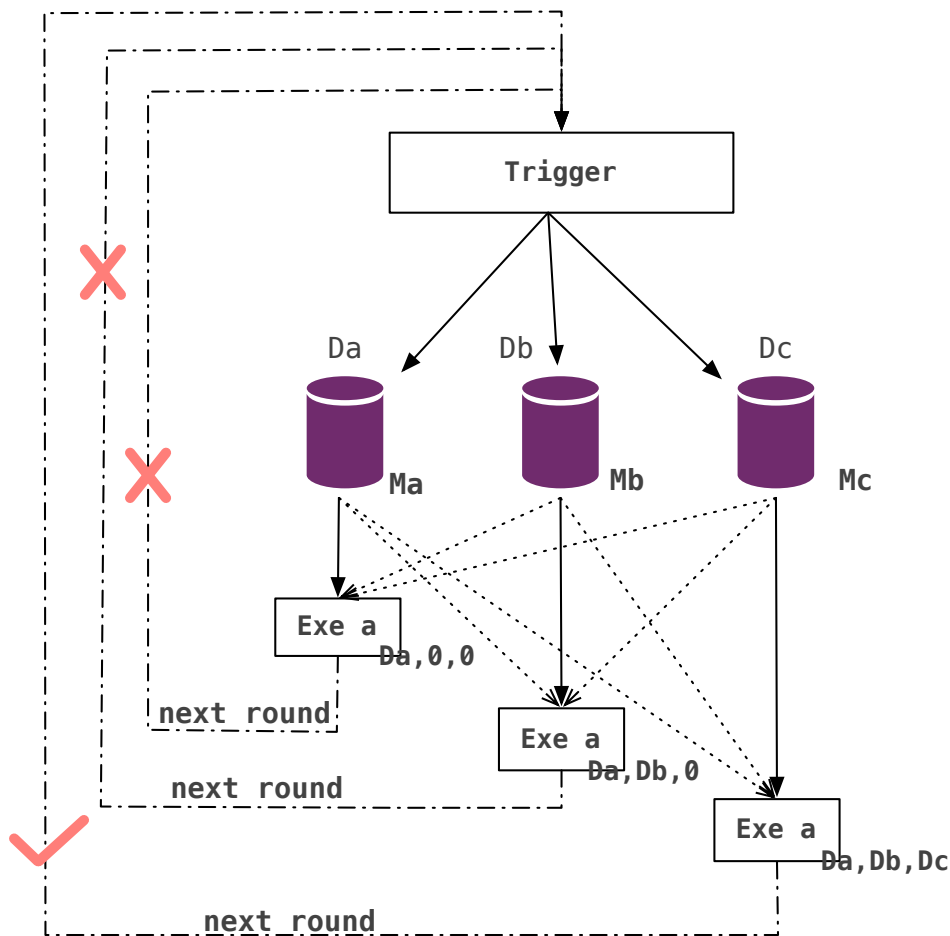 Trigger
Da
Db
Dc
Ma
Mb
Mc
Exe a
Da,0,0
next round
Exe a
Da,Db,0
next round
Exe a
Da,Db,Dc
next round